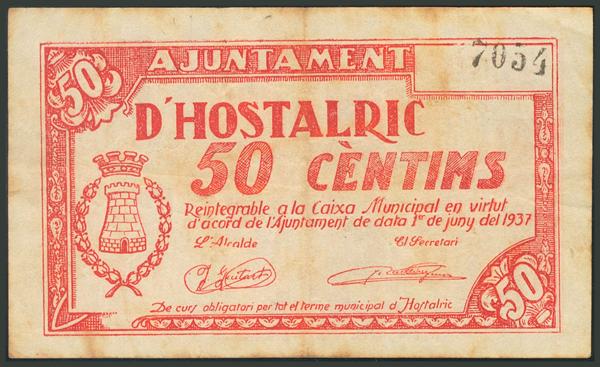 50
AJUNTAMENT
7054
D'HOSTALRIC
50 CÈNTIMS
Reintegrable a la Caixa Municipal en virtut
d'acord de l'Ajuntament de data 1er de juny del 1937
L'Alcalde
El Secretari
De curs obligatori per tot el terme municipal d'Hostalric
50